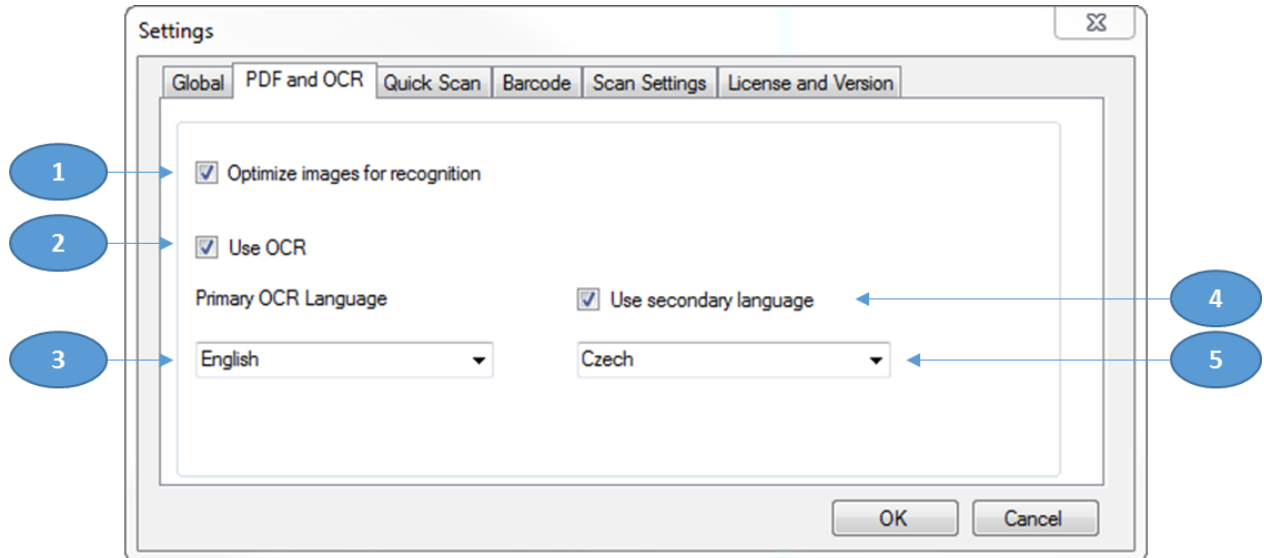 Settings
Global PDF and OCR Quick Scan Barcode Scan Settings License and Version
1 Optimize images for recognition
2 Use OCR
Primary OCR Language Use secondary language 4
3 English Czech 5
OK Cancel